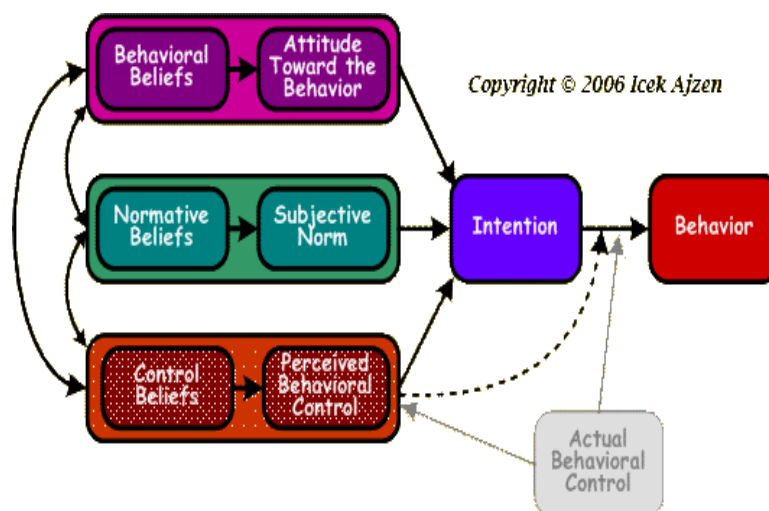 Behavioral
Beliefs
Attitude
Toward the
Behavior
Copyright © 2006 Icek Ajzen
Normative
Beliefs
Subjective
Norm
Intention
Behavior
Control
Beliefs
Perceived
Behavioral
Control
Actual
Behavioral
Control